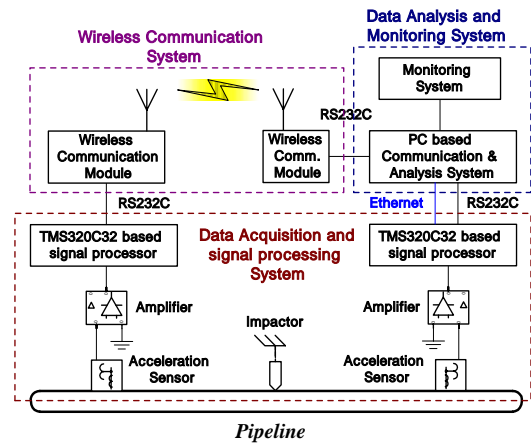 Wireless Communication
System
Data Analysis and
Monitoring System
Monitoring
System
RS232C
Wireless
Communication
Module
Wireless
Comm.
Module
PC based
Communication &
Analysis System
RS232C
Ethernet
RS232C
TMS320C32 based
signal processor
Data Acquisition and
signal processing
System
TMS320C32 based
signal processor
Amplifier
Impactor
Amplifier
Acceleration
Sensor
Acceleration
Sensor
Pipeline